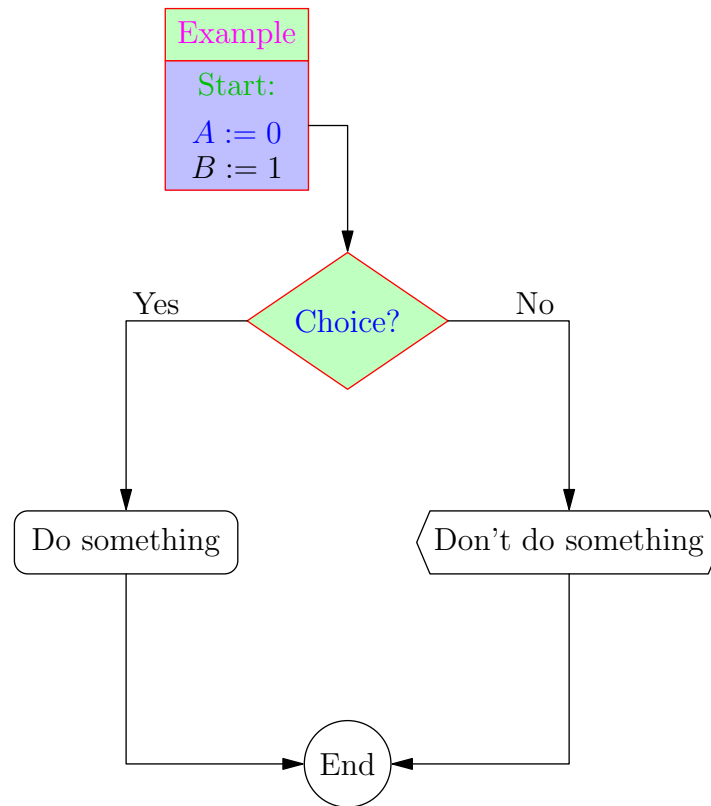 Example
Start:
A := 0
B := 1
Choice?
Yes
No
Do something
Don't do something
End